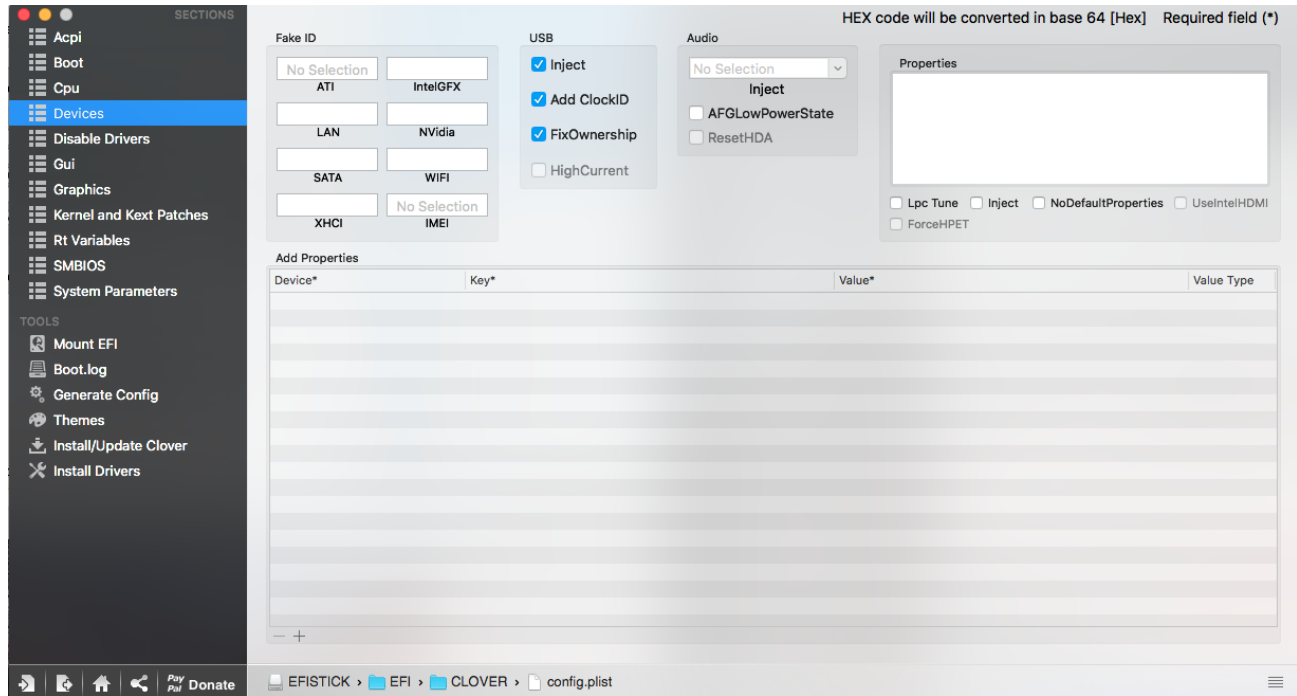 SECTIONS
Acpi
Boot
Cpu
Devices
Disable Drivers
Gui
Graphics
Kernel and Kext Patches
Rt Variables
SMBIOS
System Parameters
TOOLS
Mount EFI
Boot.log
Generate Config
Themes
Install/Update Clover
Install Drivers
Pay
Pal Donate
HEX code will be converted in base 64 [Hex] Required field (*)
Fake ID
No Selection
ATI IntelGFX
LAN NVidia
SATA WIFI
No Selection
XHCI IMEI
USB
Inject
Add ClockID
FixOwnership
HighCurrent
Audio
No Selection
Inject
AFGLowPowerState
ResetHDA
Properties
Lpc Tune Inject NoDefaultProperties UseIntelHDMI
ForceHPET
Add Properties
Device* Key* Value* Value Type
EFISTICK › EFI › CLOVER › config.plist